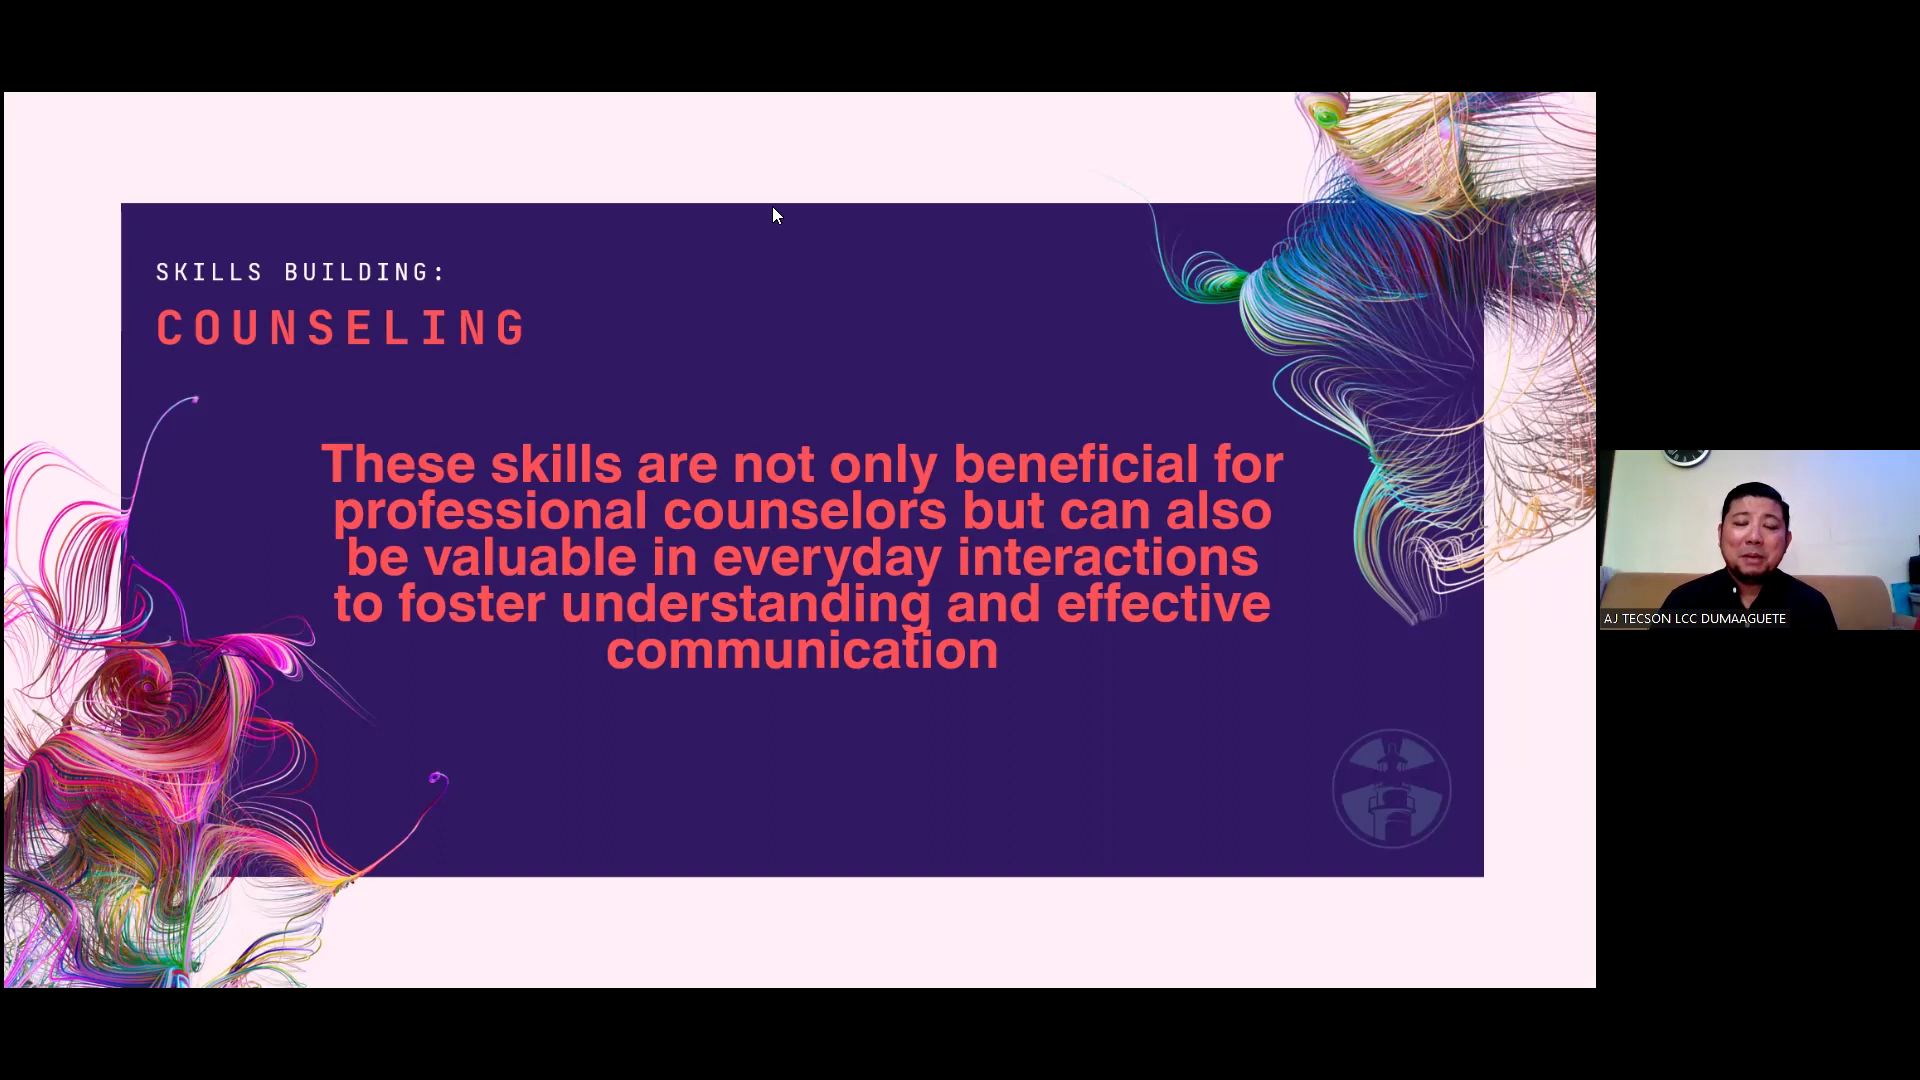 SKILLS BUILDING:
COUNSELING
These skills are not only beneficial for
professional counselors but can also
be valuable in everyday interactions
to foster understanding and effective
communication
AJ TECSON LCC DUMAAGUETE